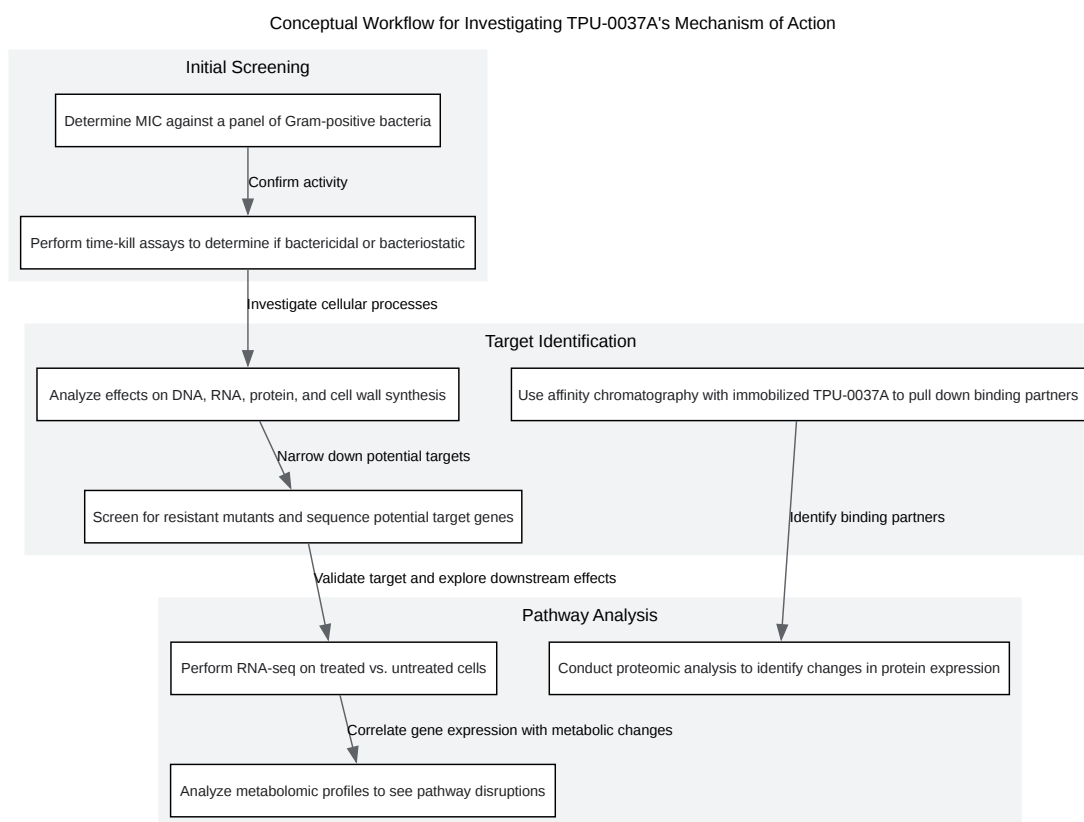 Conceptual Workflow for Investigating TPU-0037A's Mechanism of Action
Initial Screening
Determine MIC against a panel of Gram-positive bacteria
Confirm activity
Perform time-kill assays to determine if bactericidal or bacteriostatic
Investigate cellular processes
Target Identification
Analyze effects on DNA, RNA, protein, and cell wall synthesis
Use affinity chromatography with immobilized TPU-0037A to pull down binding partners
Narrow down potential targets
Screen for resistant mutants and sequence potential target genes
Identify binding partners
Validate target and explore downstream effects
Pathway Analysis
Perform RNA-seq on treated vs. untreated cells
Conduct proteomic analysis to identify changes in protein expression
Correlate gene expression with metabolic changes
Analyze metabolomic profiles to see pathway disruptions